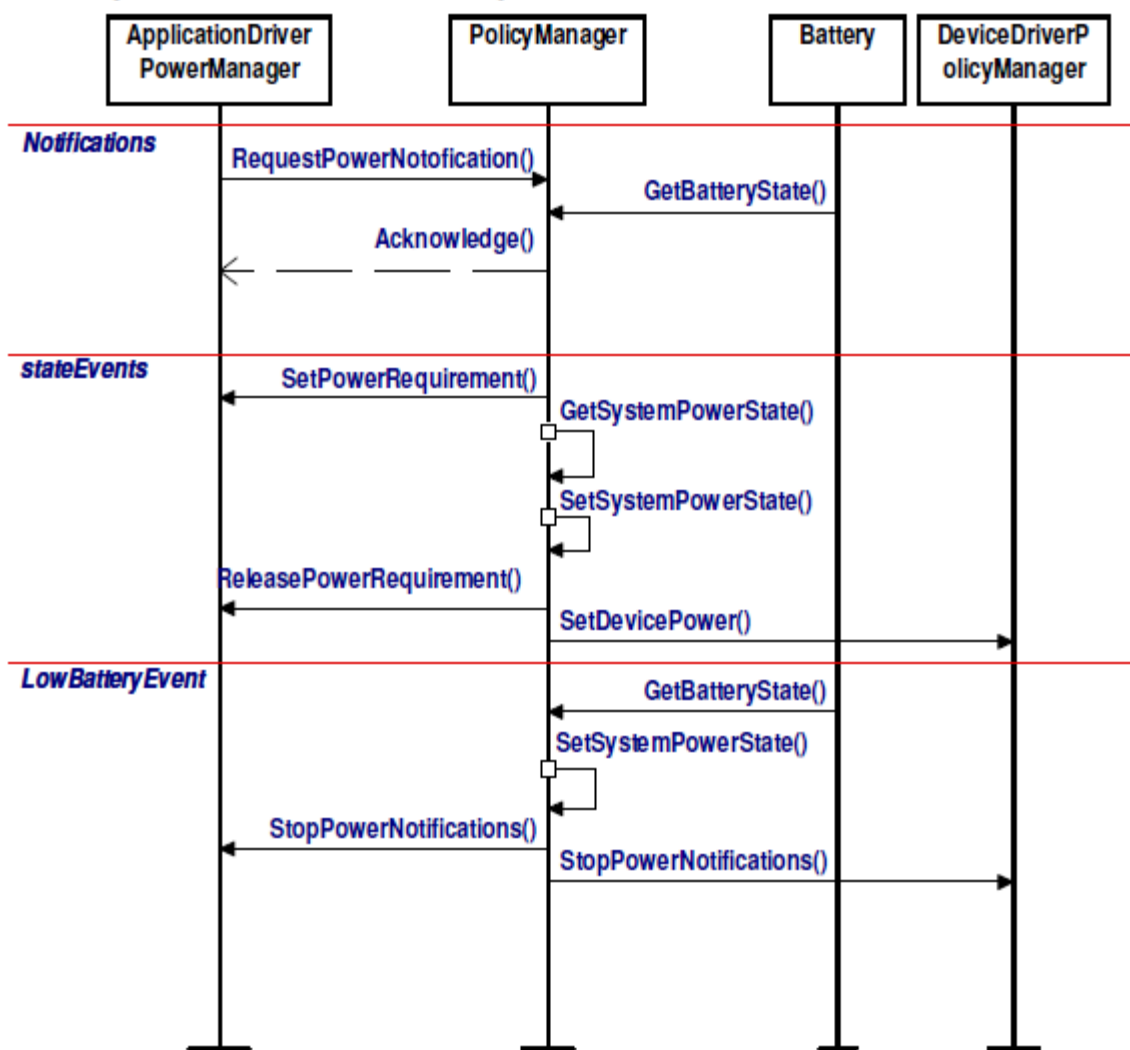 ApplicationDriver
PowerManager
PolicyManager
Battery
DeviceDriverP
olicyManager
Notifications
RequestPowerNotofication()
GetBatteryState()
Acknowledge()
stateEvents
SetPowerRequirement()
GetSystemPowerState()
SetSystemPowerState()
ReleasePowerRequirement()
SetDevicePower()
LowBatteryEvent
GetBatteryState()
SetSystemPowerState()
StopPowerNotifications()
StopPowerNotifications()